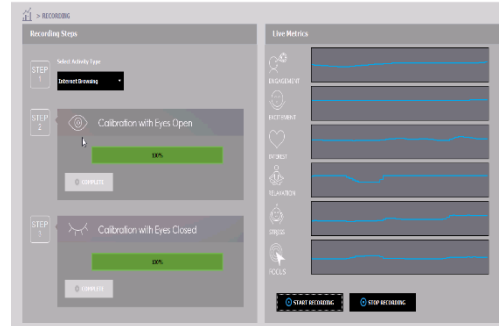 > RECORDING
Recording Steps
STEP 1
Select Activity Type
Internet Browsing
STEP 2
Calibration with Eyes Open
100%
COMPLETE
STEP 3
Calibration with Eyes Closed
100%
COMPLETE
Live Metrics
ENGAGEMENT
EXCITEMENT
INTEREST
RELAXATION
STRESS
FOCUS
START RECORDING
STOP RECORDING